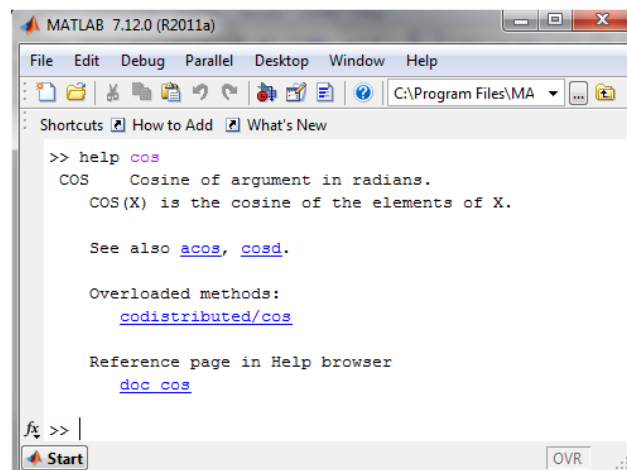 MATLAB 7.12.0 (R2011a)
File Edit Debug Parallel Desktop Window Help
C:\Program Files\MA
Shortcuts How to Add What's New
>> help cos
COS Cosine of argument in radians.
COS(X) is the cosine of the elements of X.
See also acos, cosd.
Overloaded methods:
codistributed/cos
Reference page in Help browser
doc cos
fx >>
Start OVR